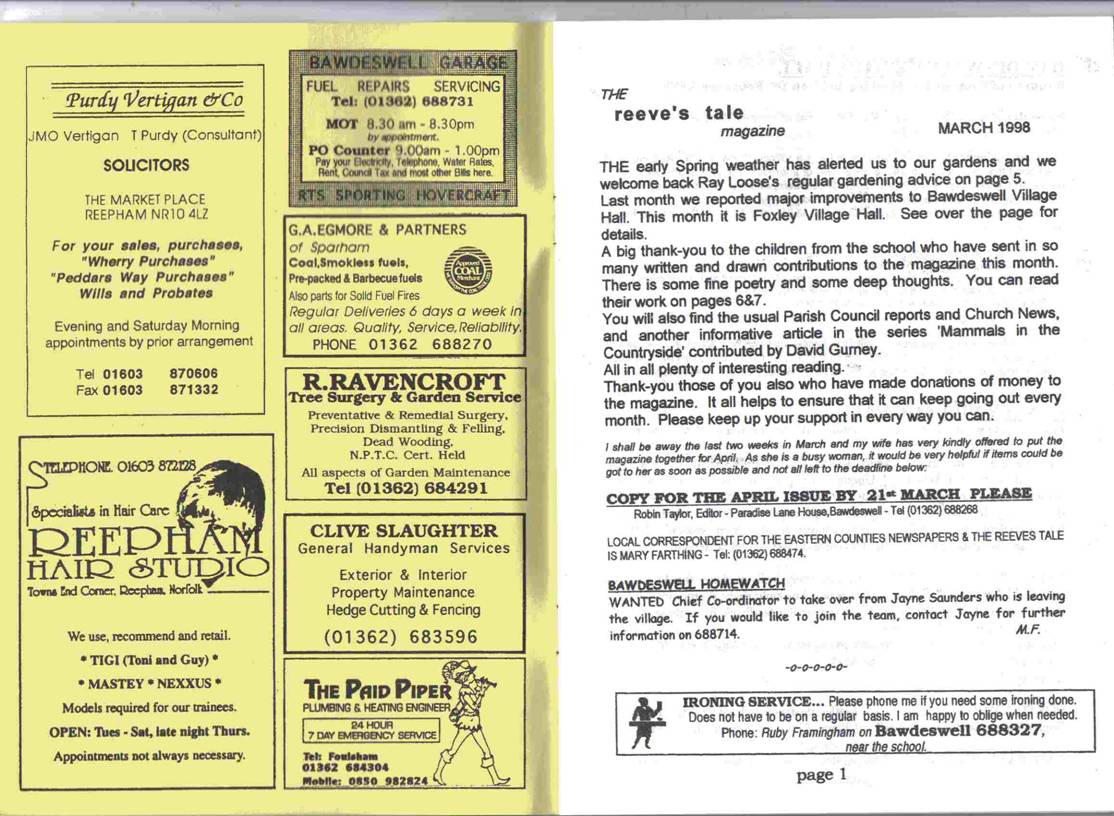 Purdy Vertigan & Co
JMO Vertigan T Purdy (Consultant)
SOLICITORS
THE MARKET PLACE
REEPHAM NR10 4LZ
For your sales, purchases,
"Wherry Purchases"
"Peddars Way Purchases"
Wills and Probates
Evening and Saturday Morning
appointments by prior arrangement
Tel 01603 870606
Fax 01603 871332
TELEPHONE 01603 872128
Specialists in Hair Care
REEPHAM
HAIR STUDIO
Towns End Corner, Reepham, Norfolk
We use, recommend and retail.
* TIGI (Toni and Guy) *
* MASTEY * NEXXUS *
Models required for our trainees.
OPEN: Tues - Sat, late night Thurs.
Appointments not always necessary.
BAWDESWELL GARAGE
FUEL REPAIRS SERVICING
Tel: (01362) 688731
MOT 8.30 am - 8.30pm
by appointment.
PO Counter 9.00am - 1.00pm
Pay your Electricity, Telephone, Water Rates,
Rent, Council Tax and most other Bills here.
RTS SPORTING HOVERCRAFT
G.A.EGMORE & PARTNERS
of Sparham
Coal,Smokless fuels,
Pre-packed & Barbecue fuels
Approved
COAL
Merchant
Also parts for Solid Fuel Fires
Regular Deliveries 6 days a week in
all areas. Quality, Service,Reliability.
PHONE 01362 688270
R.RAVENCROFT
Tree Surgery & Garden Service
Preventative & Remedial Surgery,
Precision Dismantling & Felling,
Dead Wooding,
N.P.T.C. Cert. Held
All aspects of Garden Maintenance
Tel (01362) 684291
CLIVE SLAUGHTER
General Handyman Services
Exterior & Interior
Property Maintenance
Hedge Cutting & Fencing
(01362) 683596
THE PAID PIPER
PLUMBING & HEATING ENGINEER
24 HOUR
7 DAY EMERGENCY SERVICE
Tel: Foulsham
01362 684304
Mobile: 0850 982824
THE
reeve's tale
magazine MARCH 1998
THE early Spring weather has alerted us to our gardens and we
welcome back Ray Loose's regular gardening advice on page 5.
Last month we reported major improvements to Bawdeswell Village
Hall. This month it is Foxley Village Hall. See over the page for
details.
A big thank-you to the children from the school who have sent in so
many written and drawn contributions to the magazine this month.
There is some fine poetry and some deep thoughts. You can read
their work on pages 6&7.
You will also find the usual Parish Council reports and Church News,
and another informative article in the series 'Mammals in the
Countryside' contributed by David Gurney.
All in all plenty of interesting reading.
Thank-you those of you also who have made donations of money to
the magazine. It all helps to ensure that it can keep going out every
month. Please keep up your support in every way you can.
I shall be away the last two weeks in March and my wife has very kindly offered to put the
magazine together for April. As she is a busy woman, it would be very helpful if items could be
got to her as soon as possible and not all left to the deadline below:
COPY FOR THE APRIL ISSUE BY 21st MARCH PLEASE
Robin Taylor, Editor - Paradise Lane House,Bawdeswell - Tel (01362) 688268
LOCAL CORRESPONDENT FOR THE EASTERN COUNTIES NEWSPAPERS & THE REEVES TALE
IS MARY FARTHING - Tel: (01362) 688474.
BAWDESWELL HOMEWATCH
WANTED Chief Co-ordinator to take over from Jayne Saunders who is leaving
the village. If you would like to join the team, contact Jayne for further
information on 688714. M.F.
-o-o-o-o-o-
IRONING SERVICE... Please phone me if you need some ironing done.
Does not have to be on a regular basis. I am happy to oblige when needed.
Phone: Ruby Framingham on Bawdeswell 688327,
near the school.
page 1